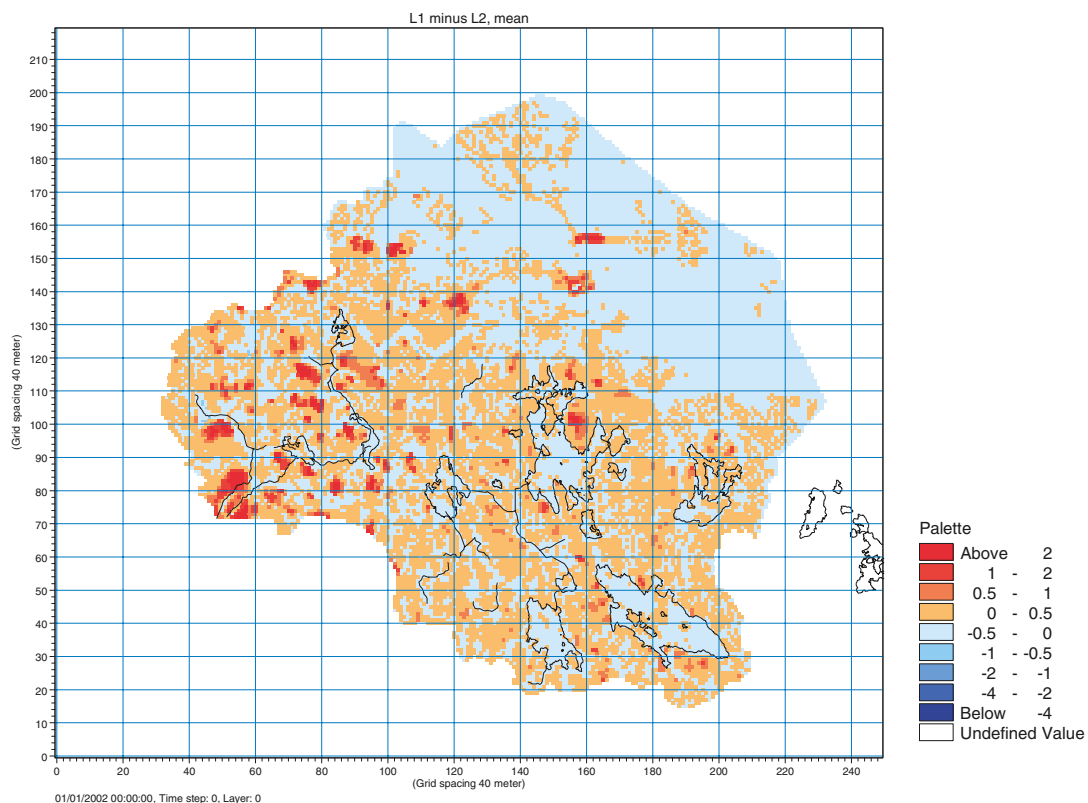 L1 minus L2, mean
210
200
190
180
170
160
150
140
130
120
110
100
90
80
70
60
50
40
30
20
10
0
(Grid spacing 40 meter)
0 20 40 60 80 100 120 140 160 180 200 220 240
(Grid spacing 40 meter)
01/01/2002 00:00:00, Time step: 0, Layer: 0
Palette
Above 2
1 - 2
0.5 - 1
0 - 0.5
-0.5 - 0
-1 - -0.5
-2 - -1
-4 - -2
Below -4
Undefined Value